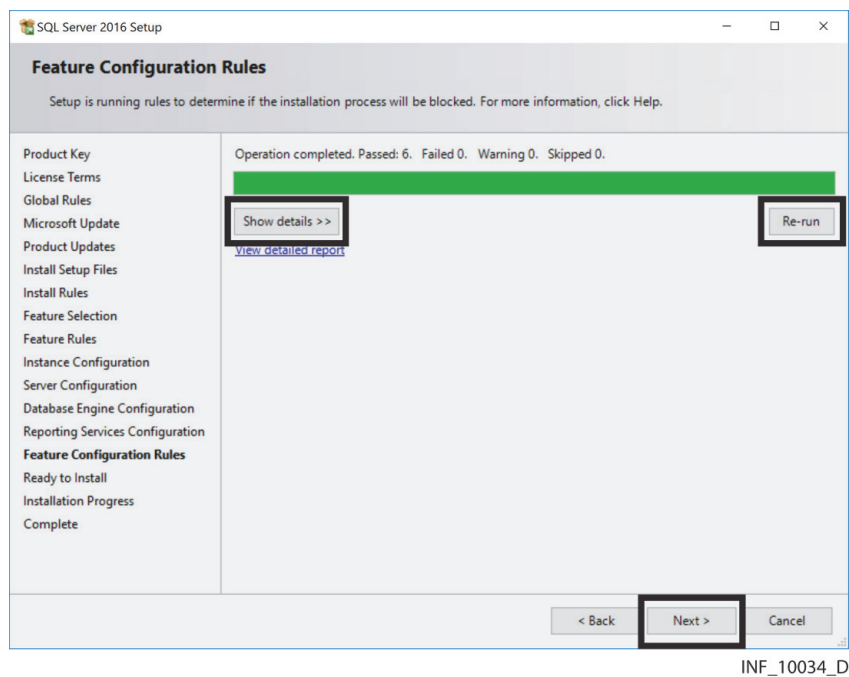 SQL Server 2016 Setup
Feature Configuration Rules
Setup is running rules to determine if the installation process will be blocked. For more information, click Help.
Product Key
License Terms
Global Rules
Microsoft Update
Product Updates
Install Setup Files
Install Rules
Feature Selection
Feature Rules
Instance Configuration
Server Configuration
Database Engine Configuration
Reporting Services Configuration
Feature Configuration Rules
Ready to Install
Installation Progress
Complete
Operation completed. Passed: 6. Failed 0. Warning 0. Skipped 0.
Show details >>
Re-run
View detailed report
< Back
Next >
Cancel
INF_10034_D